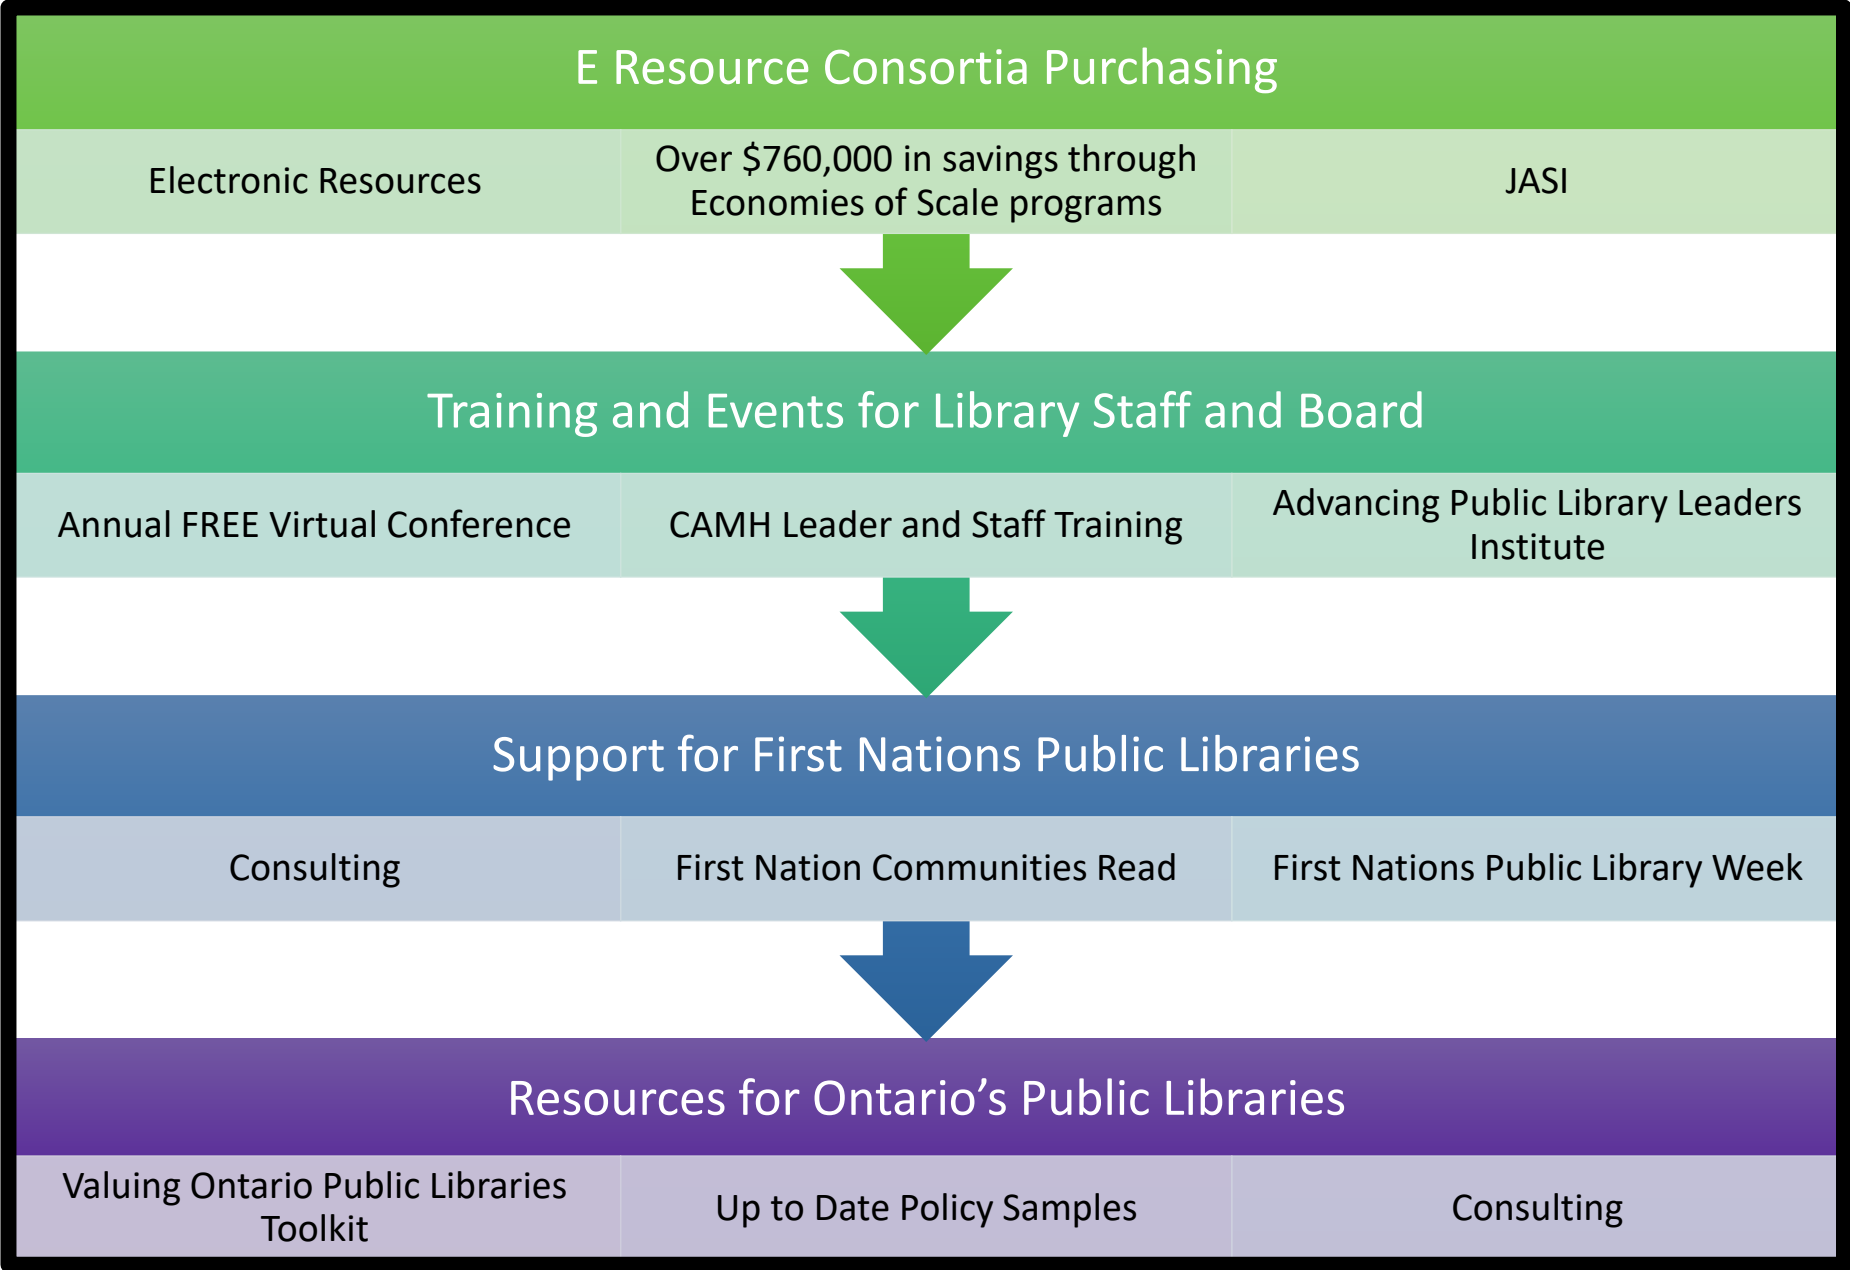 E Resource Consortia Purchasing
Electronic Resources
Over $760,000 in savings through
Economies of Scale programs
JASI
Training and Events for Library Staff and Board
Annual FREE Virtual Conference
CAMH Leader and Staff Training
Advancing Public Library Leaders
Institute
Support for First Nations Public Libraries
Consulting
First Nation Communities Read
First Nations Public Library Week
Resources for Ontario’s Public Libraries
Valuing Ontario Public Libraries
Toolkit
Up to Date Policy Samples
Consulting